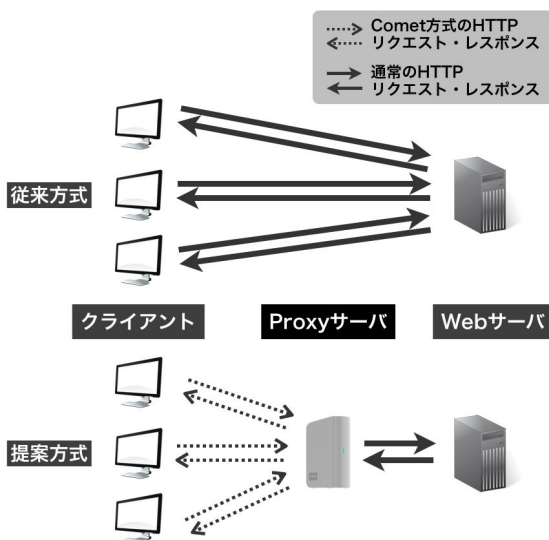 Comet方式のHTTP
リクエスト・レスポンス
通常のHTTP
リクエスト・レスポンス
従来方式
クライアント
Proxyサーバ
Webサーバ
提案方式